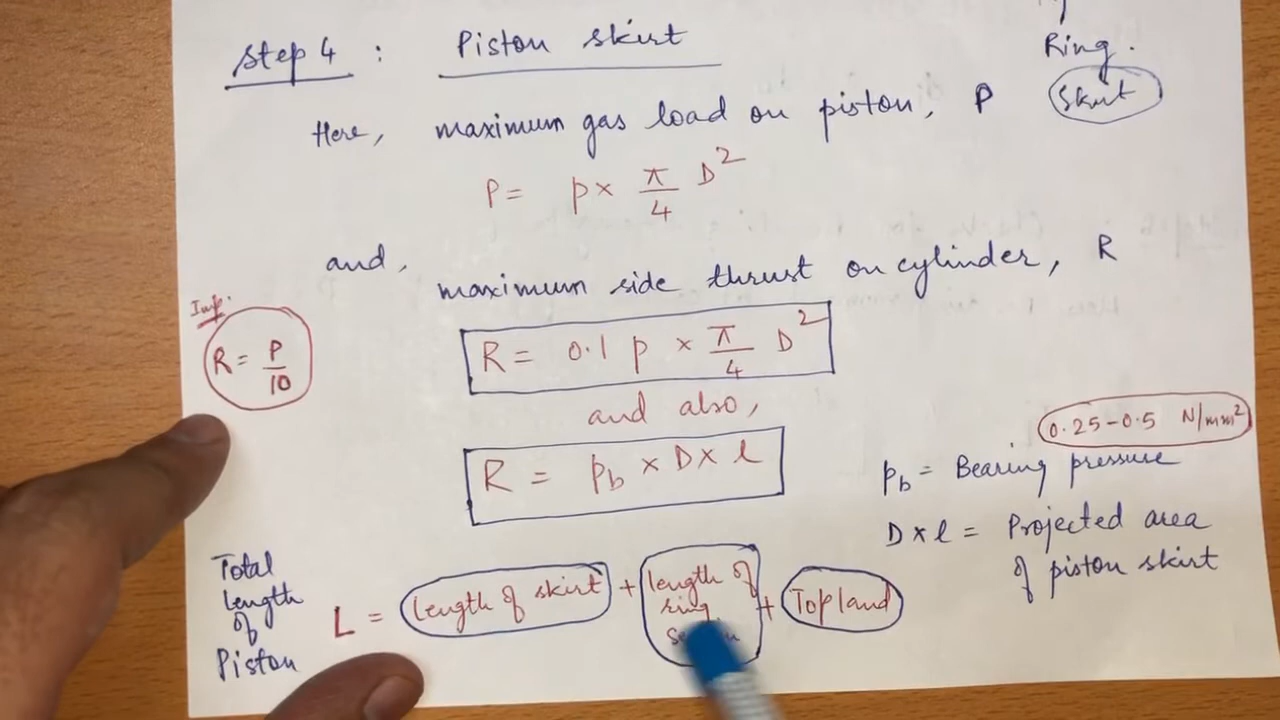 Step 4 : Piston skirt
Ring.
Skirt
Here, maximum gas load on piston, P
P = p × π/4 D²
and,
maximum side thrust on cylinder, R
Imp.
R = P/10
R = 0.1 p × π/4 D²
and also,
R = pb × D × l
0.25-0.5 N/mm²
pb = Bearing pressure
D × l = Projected area
of piston skirt
Total
length
of
Piston
L = length of skirt + length of
ring
+ Top land